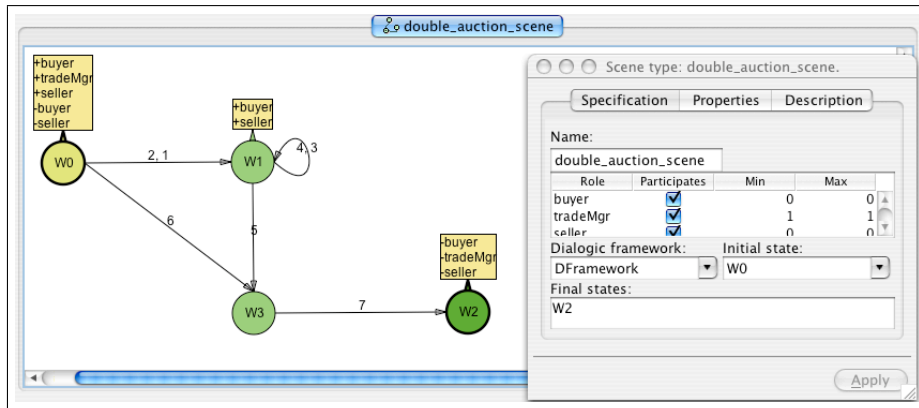 double_auction_scene
+buyer
+tradeMgr
+seller
-buyer
-seller
W0
2, 1
+buyer
+seller
W1
4, 3
6
5
-buyer
-tradeMgr
-seller
W3
7
W2
Scene type: double_auction_scene.
Specification Properties Description
Name:
double_auction_scene
Role Participates Min Max
buyer 0 0
tradeMgr 1 1
seller 0 0
Dialogic framework: Initial state:
DFramework W0
Final states:
W2
Apply